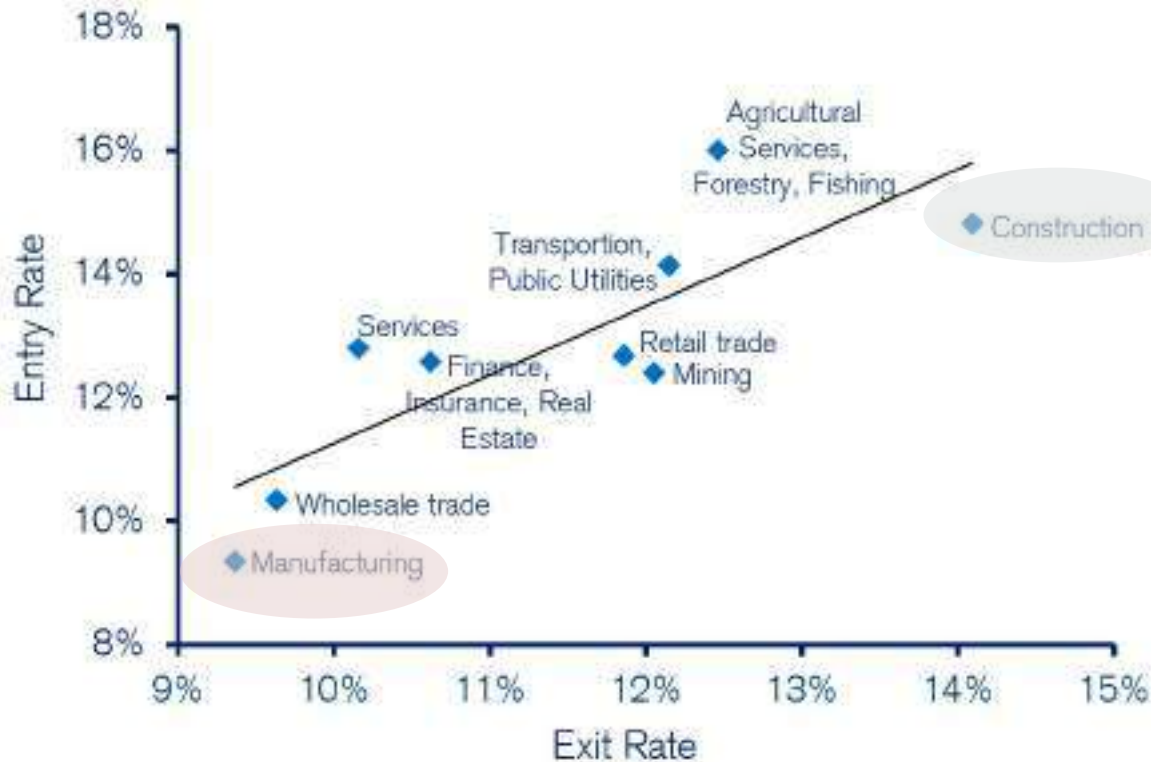 18%
16%
14%
12%
10%
8%
Entry Rate
Agricultural
Services,
Forestry, Fishing
Construction
Transportion,
Public Utilities
Services
Finance,
Insurance, Real
Estate
Retail trade
Mining
Wholesale trade
Manufacturing
9% 10% 11% 12% 13% 14% 15%
Exit Rate